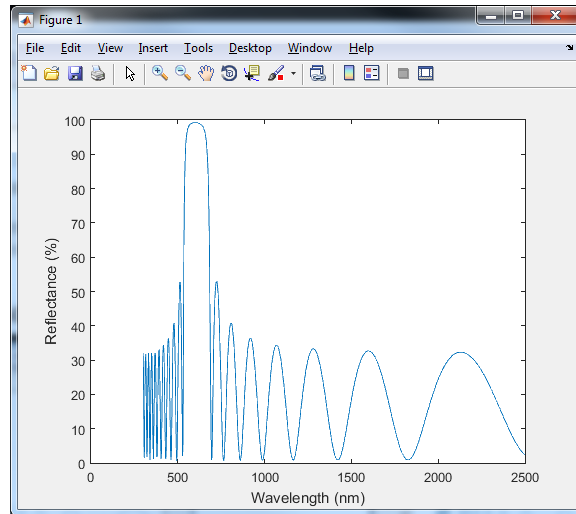 Figure 1
File Edit View Insert Tools Desktop Window Help
100
90
80
70
60
50
40
30
20
10
0
Reflectance (%)
0 500 1000 1500 2000 2500
Wavelength (nm)